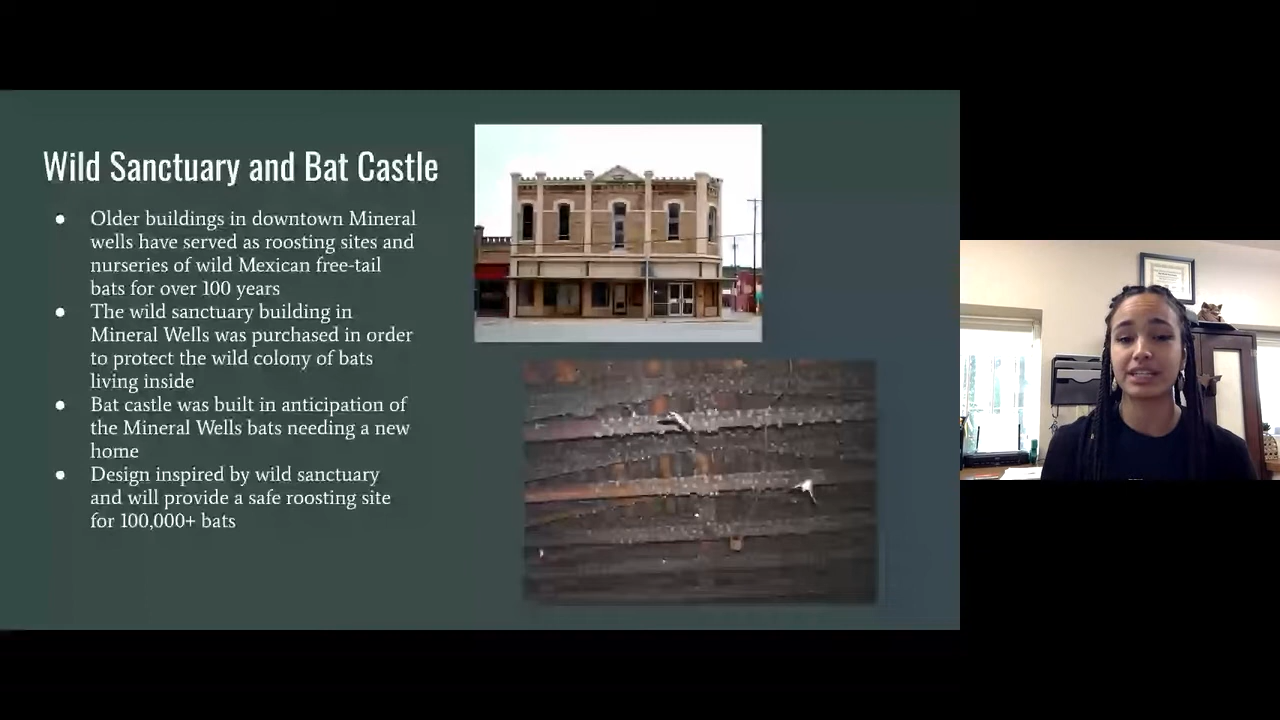 Wild Sanctuary and Bat Castle
● Older buildings in downtown Mineral
wells have served as roosting sites and
nurseries of wild Mexican free-tail
bats for over 100 years
● The wild sanctuary building in
Mineral Wells was purchased in order
to protect the wild colony of bats
living inside
● Bat castle was built in anticipation of
the Mineral Wells bats needing a new
home
● Design inspired by wild sanctuary
and will provide a safe roosting site
for 100,000+ bats